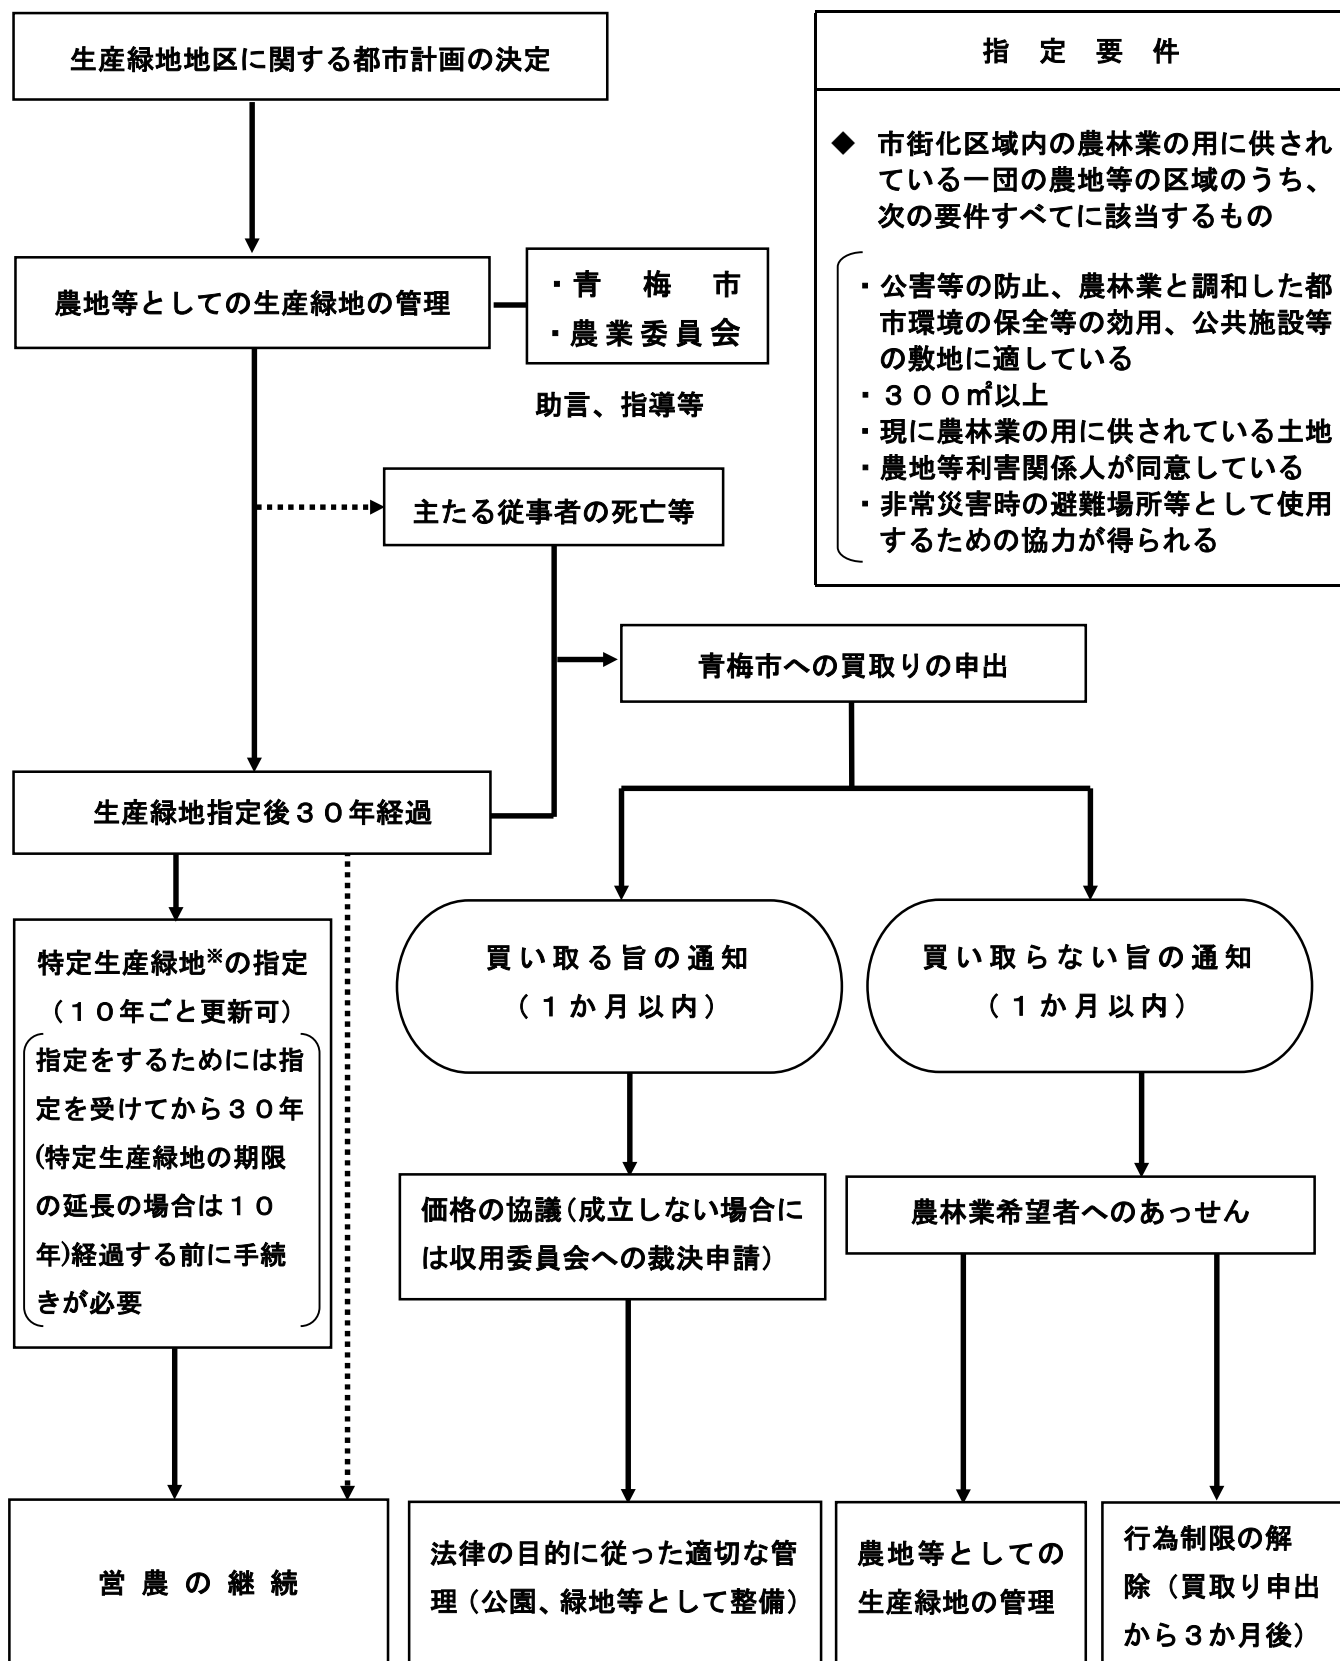 生産緑地地区に関する都市計画の決定
指定要件
◆ 市街化区域内の農林業の用に供され
ている一団の農地等の区域のうち、
次の要件すべてに該当するもの
・公害等の防止、農林業と調和した都
市環境の保全等の効用、公共施設等
の敷地に適している
・３００㎡以上
・現に農林業の用に供されている土地
・農地等利害関係人が同意している
・非常災害時の避難場所等として使用
するための協力が得られる
農地等としての生産緑地の管理
・青梅市
・農業委員会
助言、指導等
主たる従事者の死亡等
青梅市への買取りの申出
生産緑地指定後３０年経過
特定生産緑地※の指定
（１０年ごと更新可）
指定をするためには指
定を受けてから３０年
(特定生産緑地の期限
の延長の場合は１０
年)経過する前に手続
きが必要
買い取る旨の通知
（１か月以内）
買い取らない旨の通知
（１か月以内）
価格の協議（成立しない場合に
は収用委員会への裁決申請）
農林業希望者へのあっせん
営農の継続
法律の目的に従った適切な管
理（公園、緑地等として整備）
農地等としての
生産緑地の管理
行為制限の解
除（買取り申出
から３か月後）